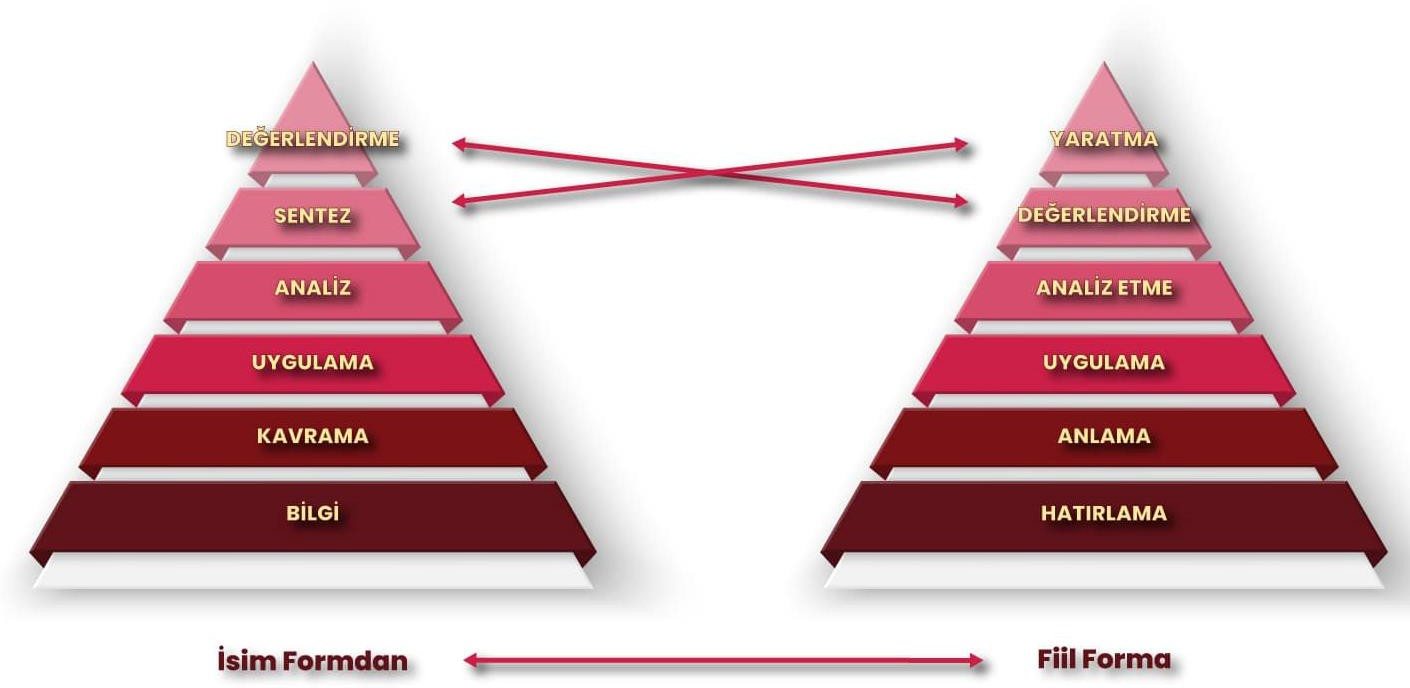 DEĞERLENDİRME
SENTEZ
ANALİZ
UYGULAMA
KAVRAMA
BİLGİ
İsim Formdan
YARATMA
DEĞERLENDİRME
ANALİZ ETME
UYGULAMA
ANLAMA
HATIRLAMA
Fiil Forma